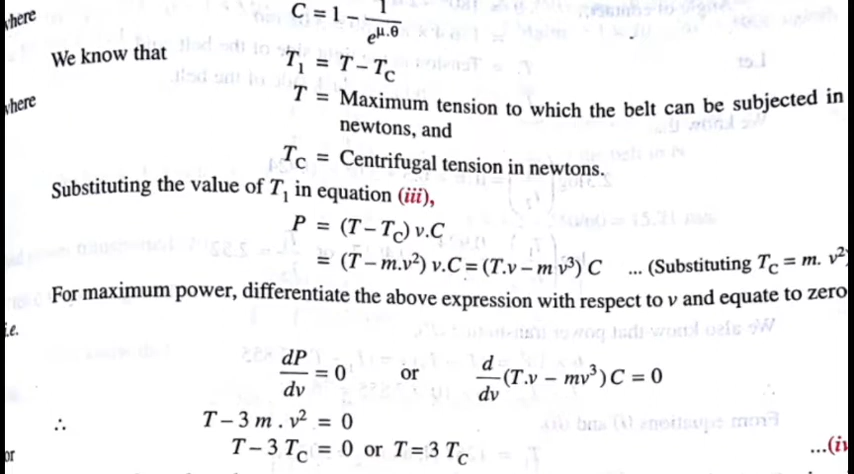 where C = 1 - 1/e^μ.θ
We know that T₁ = T – T_C
where T = Maximum tension to which the belt can be subjected in
newtons, and
T_C = Centrifugal tension in newtons.
Substituting the value of T₁ in equation (iii),
P = (T – T_C) v.C
= (T – m.v²) v.C = (T.v – m v³) C ... (Substituting T_C = m. v²)
For maximum power, differentiate the above expression with respect to v and equate to zero
i.e.
dP/dv = 0 or d/dv (T.v – mv³) C = 0
∴ T – 3 m . v² = 0
or T – 3 T_C = 0 or T = 3 T_C ...(iv